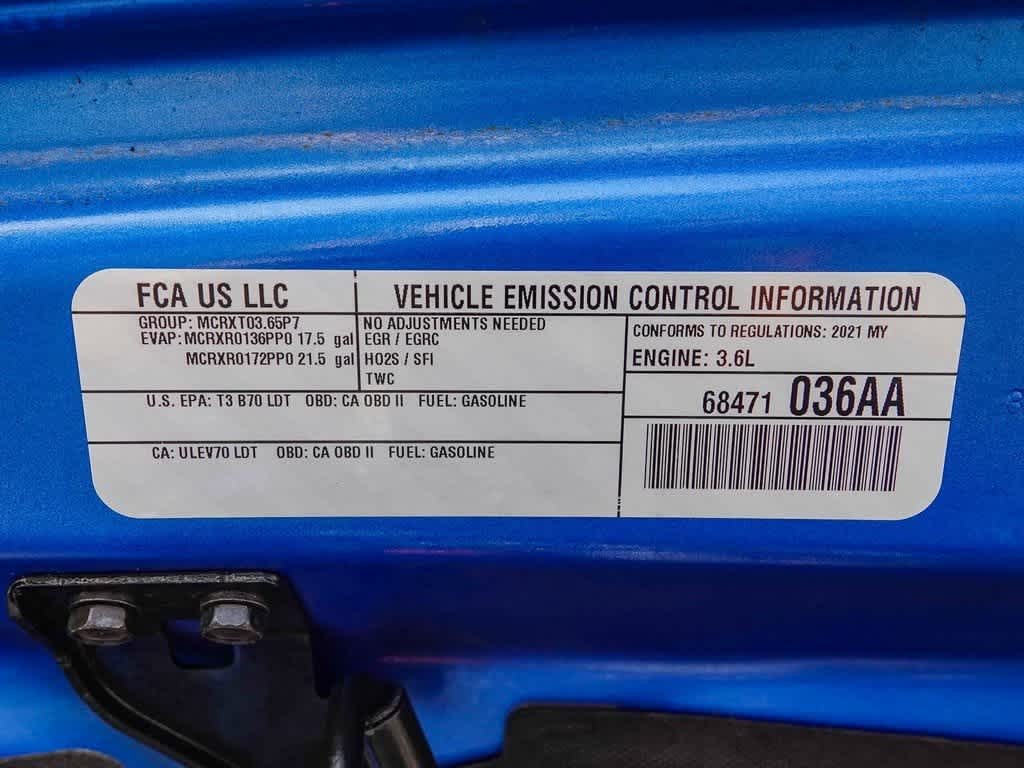 FCA US LLC
VEHICLE EMISSION CONTROL INFORMATION
GROUP: MCRXT03.65P7
EVAP: MCRXR0136PP0 17.5 gal
MCRXR0172PP0 21.5 gal
NO ADJUSTMENTS NEEDED
EGR / EGRC
HO2S / SFI
TWC
CONFORMS TO REGULATIONS: 2021 MY
ENGINE: 3.6L
U.S. EPA: T3 B70 LDT OBD: CA OBD II FUEL: GASOLINE
68471 036AA
CA: ULEV70 LDT OBD: CA OBD II FUEL: GASOLINE